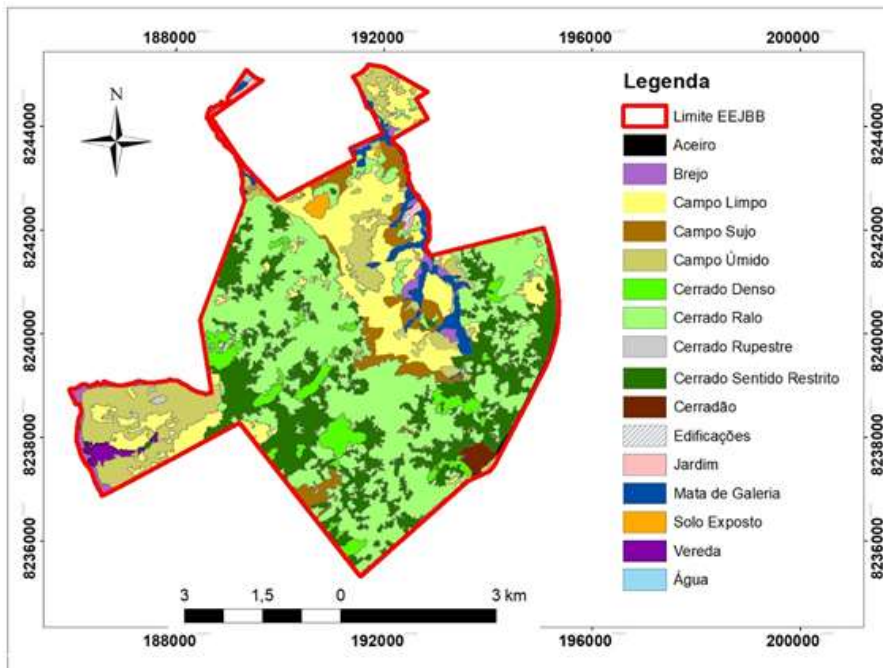 188000 192000 196000 200000
8244000
8242000
8240000
8238000
8236000
N
Legenda
Limite EEJBB
Aceiro
Brejo
Campo Limpo
Campo Sujo
Campo Úmido
Cerrado Denso
Cerrado Ralo
Cerrado Rupestre
Cerrado Sentido Restrito
Cerradão
Edificações
Jardim
Mata de Galeria
Solo Exposto
Vereda
Água
8244000
8242000
8240000
8238000
8236000
3 1,5 0 3 km
188000 192000 196000 200000